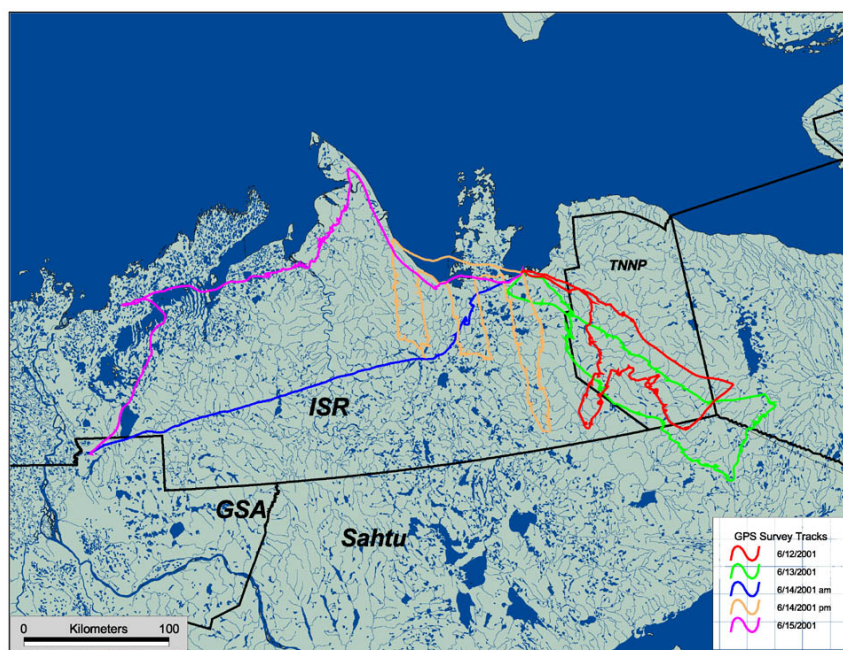 TNNP
ISR
GSA
Sahtu
GPS Survey Tracks
6/12/2001
6/13/2001
6/14/2001 am
6/14/2001 pm
6/15/2001
0 Kilometers 100